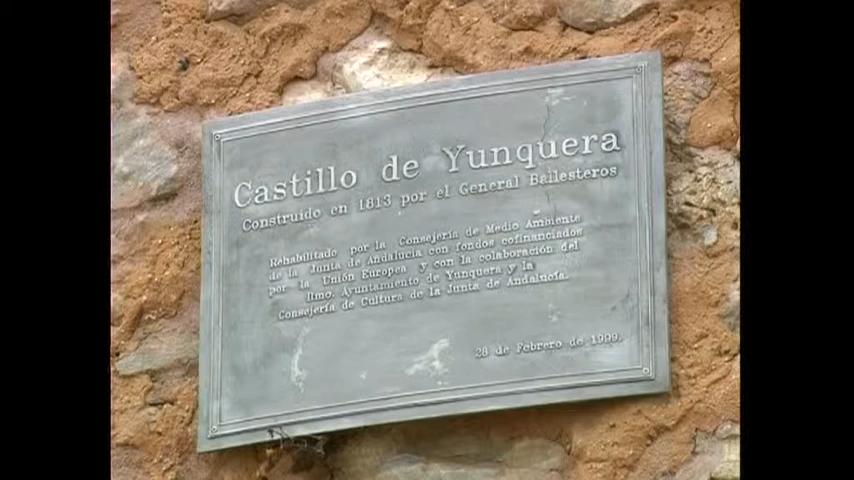 Castillo de Yunquera
Construido en 1813 por el General Ballesteros
Rehabilitado por la Consejería de Medio Ambiente
de la Junta de Andalucia con fondos cofinanciados
por la Unión Europea y con la colaboración del
Ilmo. Ayuntamiento de Yunquera y la
Consejería de Cultura de la Junta de Andalucía.
28 de Febrero de 1999.